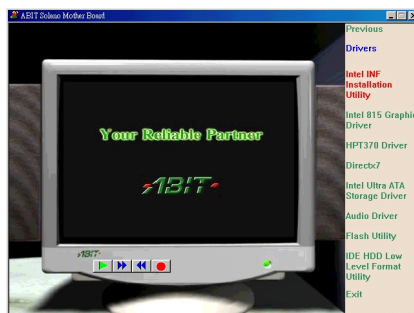 ABIT Solano Mother Board
Previous
Drivers
Intel INF
Installation
Utility
Intel 815 Graphic
Driver
HPT370 Driver
Directx7
Intel Ultra ATA
Storage Driver
Audio Driver
Flash Utility
IDE HDD Low
Level Format
Utility
Exit
Your Reliable Partner
ABIT
ABIT